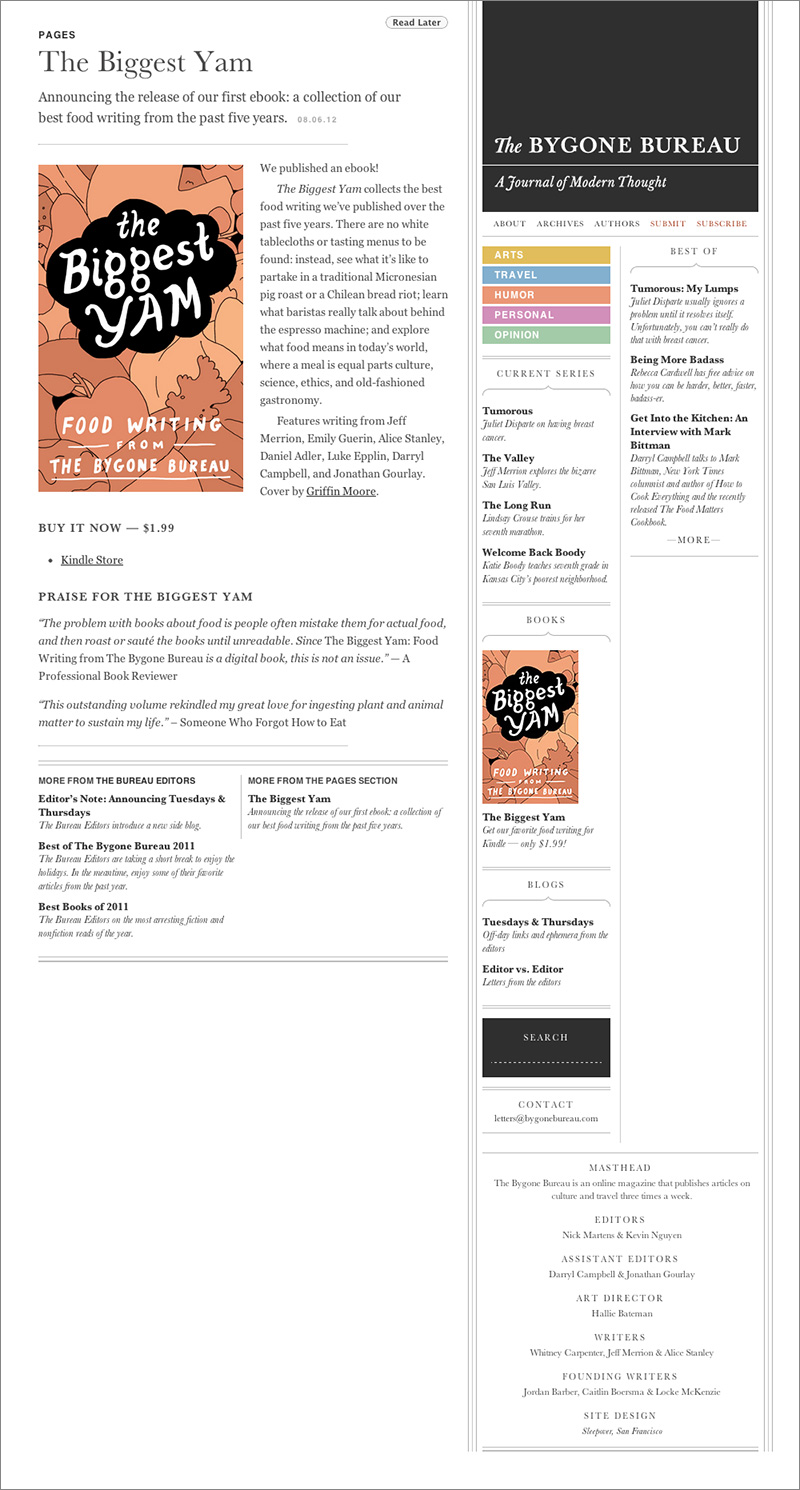 Read Later
PAGES
The Biggest Yam
Announcing the release of our first ebook: a collection of our
best food writing from the past five years. 08.06.12
the
Biggest
YAM
FOOD WRITING
— FROM —
THE BYGONE BUREAU
We published an ebook!
The Biggest Yam collects the best
food writing we’ve published over the
past five years. There are no white
tablecloths or tasting menus to be
found: instead, see what it’s like to
partake in a traditional Micronesian
pig roast or a Chilean bread riot; learn
what baristas really talk about behind
the espresso machine; and explore
what food means in today’s world,
where a meal is equal parts culture,
science, ethics, and old-fashioned
gastronomy.
Features writing from Jeff
Merrion, Emily Guerin, Alice Stanley,
Daniel Adler, Luke Epplin, Darryl
Campbell, and Jonathan Gourlay.
Cover by Griffin Moore.
BUY IT NOW — $1.99
• Kindle Store
PRAISE FOR THE BIGGEST YAM
“The problem with books about food is people often mistake them for actual food,
and then roast or sauté the books until unreadable. Since The Biggest Yam: Food
Writing from The Bygone Bureau is a digital book, this is not an issue.” — A
Professional Book Reviewer
“This outstanding volume rekindled my great love for ingesting plant and animal
matter to sustain my life.” – Someone Who Forgot How to Eat
MORE FROM THE BUREAU EDITORS
Editor’s Note: Announcing Tuesdays &
Thursdays
The Bureau Editors introduce a new side blog.
Best of The Bygone Bureau 2011
The Bureau Editors are taking a short break to enjoy the
holidays. In the meantime, enjoy some of their favorite
articles from the past year.
Best Books of 2011
The Bureau Editors on the most arresting fiction and
nonfiction reads of the year.
MORE FROM THE PAGES SECTION
The Biggest Yam
Announcing the release of our first ebook: a collection of
our best food writing from the past five years.
The BYGONE BUREAU
A Journal of Modern Thought
ABOUT ARCHIVES AUTHORS SUBMIT SUBSCRIBE
ARTS
TRAVEL
HUMOR
PERSONAL
OPINION
CURRENT SERIES
Tumorous
Juliet Disparte on having breast
cancer.
The Valley
Jeff Merrion explores the bizarre
San Luis Valley.
The Long Run
Lindsay Crouse trains for her
seventh marathon.
Welcome Back Boody
Katie Boody teaches seventh grade in
Kansas City’s poorest neighborhood.
BOOKS
the
Biggest
YAM
FOOD WRITING
— FROM —
THE BYGONE BUREAU
The Biggest Yam
Get our favorite food writing for
Kindle — only $1.99!
BLOGS
Tuesdays & Thursdays
Off-day links and ephemera from the
editors
Editor vs. Editor
Letters from the editors
SEARCH
CONTACT
letters@bygonebureau.com
BEST OF
Tumorous: My Lumps
Juliet Disparte usually ignores a
problem until it resolves itself.
Unfortunately, you can’t really do
that with breast cancer.
Being More Badass
Rebecca Cardwell has free advice on
how you can be harder, better, faster,
badass-er.
Get Into the Kitchen: An
Interview with Mark
Bittman
Darryl Campbell talks to Mark
Bittman, New York Times
columnist and author of How to
Cook Everything and the recently
released The Food Matters
Cookbook.
—MORE—
MASTHEAD
The Bygone Bureau is an online magazine that publishes articles on
culture and travel three times a week.
EDITORS
Nick Martens & Kevin Nguyen
ASSISTANT EDITORS
Darryl Campbell & Jonathan Gourlay
ART DIRECTOR
Hallie Bateman
WRITERS
Whitney Carpenter, Jeff Merrion & Alice Stanley
FOUNDING WRITERS
Jordan Barber, Caitlin Boersma & Locke McKenzie
SITE DESIGN
Sleepover, San Francisco